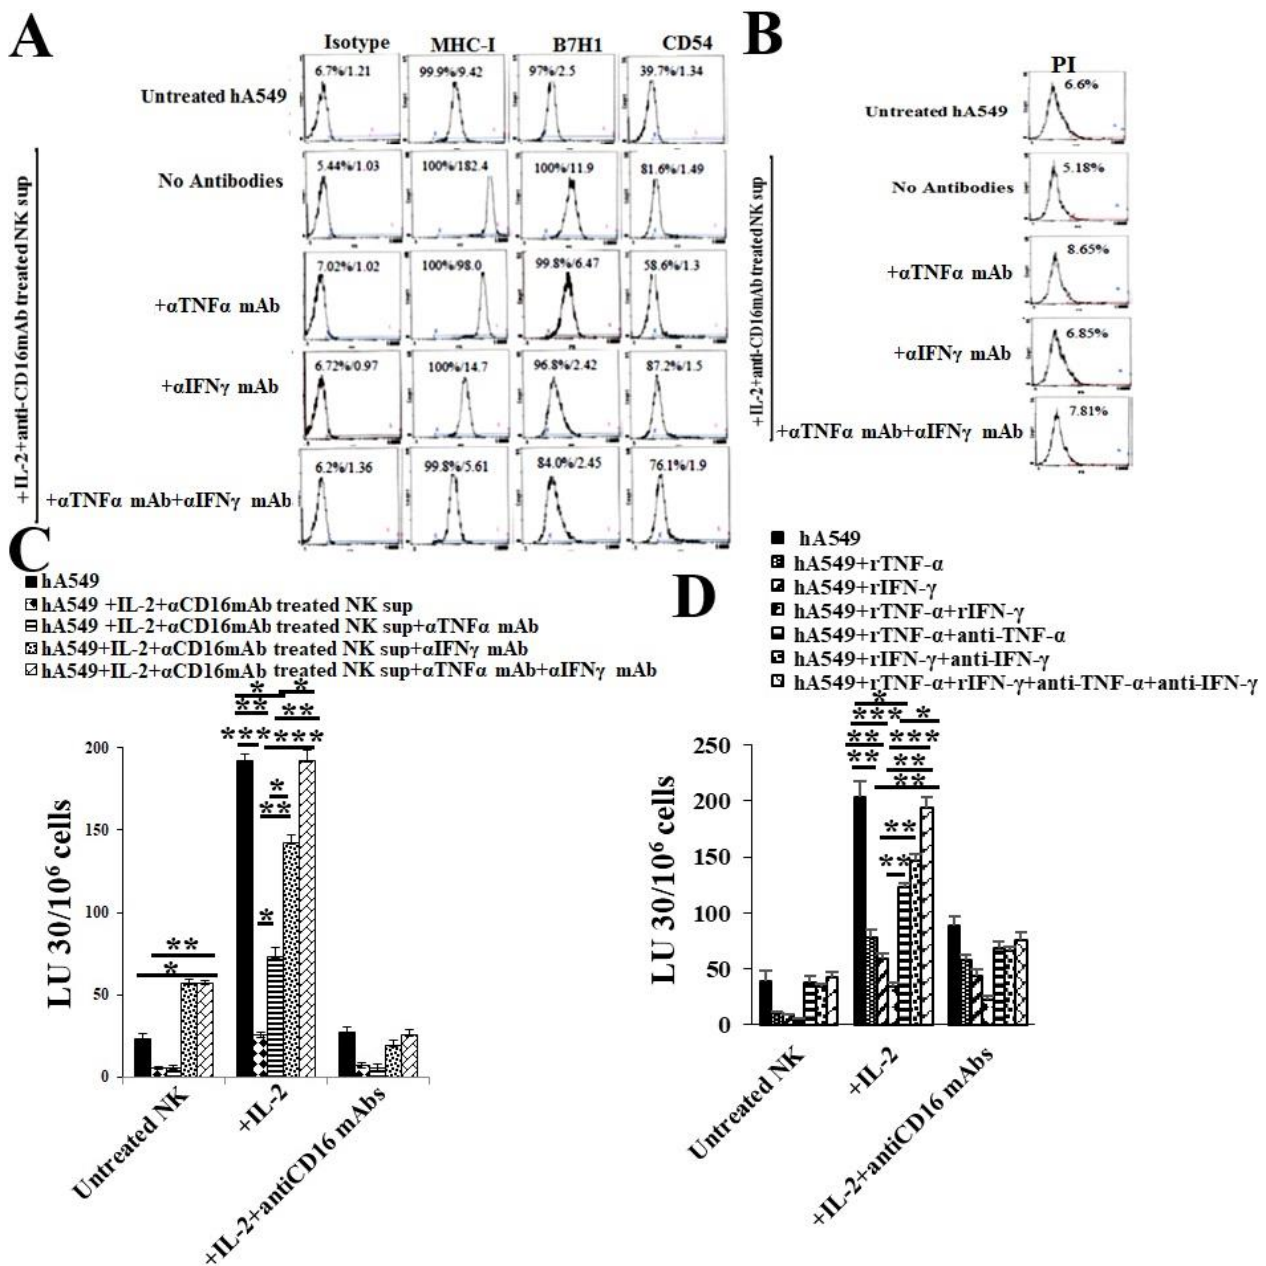 A
Isotype MHC-I B7H1 CD54
Untreated hA549 6.7%/1.21 99.9%/9.42 97%/2.5 39.7%/1.34
+IL-2+anti-CD16mAb treated NK sup
No Antibodies 5.44%/1.03 100%/182.4 100%/11.9 81.6%/1.49
+αTNFα mAb 7.02%/1.02 100%/98.0 99.8%/6.47 58.6%/1.3
+αIFNγ mAb 6.72%/0.97 100%/14.7 96.8%/2.42 87.2%/1.5
+αTNFα mAb+αIFNγ mAb 6.2%/1.36 99.8%/5.61 84.0%/2.45 76.1%/1.9
B
PI
Untreated hA549 6.6%
+IL-2+anti-CD16mAb treated NK sup
No Antibodies 5.18%
+αTNFα mAb 8.65%
+αIFNγ mAb 6.85%
+αTNFα mAb+αIFNγ mAb 7.81%
C
hA549
hA549 +IL-2+αCD16mAb treated NK sup
hA549 +IL-2+αCD16mAb treated NK sup+αTNFα mAb
hA549+IL-2+αCD16mAb treated NK sup+αIFNγ mAb
hA549+IL-2+αCD16mAb treated NK sup+αTNFα mAb+αIFNγ mAb
* *
** **
*** ***
*
**
*
**
*
LU 30/10⁶ cells
200
150
100
50
0
Untreated NK
+IL-2
+IL-2+antiCD16 mAbs
D
hA549
hA549+rTNF-α
hA549+rIFN-γ
hA549+rTNF-α+rIFN-γ
hA549+rTNF-α+anti-TNF-α
hA549+rIFN-γ+anti-IFN-γ
hA549+rTNF-α+rIFN-γ+anti-TNF-α+anti-IFN-γ
*
*** *
** ***
** **
**
**
**
LU 30/10⁶ cells
250
200
150
100
50
0
Untreated NK
+IL-2
+IL-2+antiCD16 mAbs